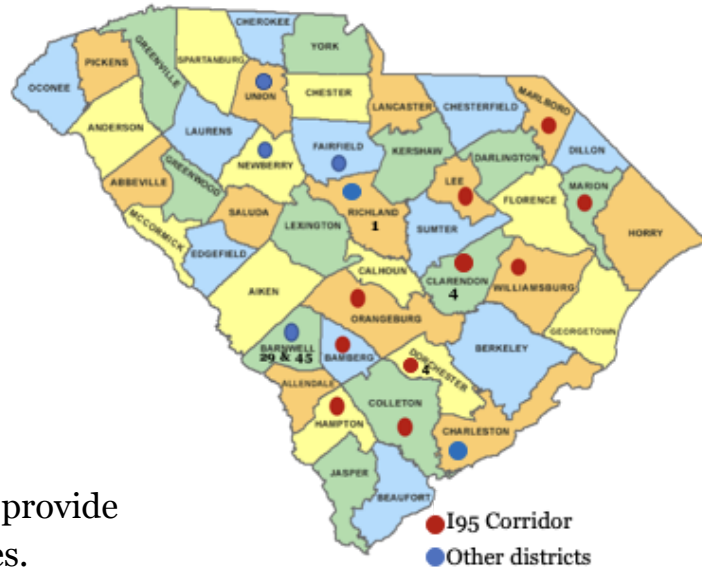 CHEROKEE
YORK
SPARTANBURG
GREENVILLE
PICKENS
OCONEE
UNION
CHESTER
LANCASTER
CHESTERFIELD
MARLBORO
ANDERSON
LAURENS
FAIRFIELD
KERSHAW
DARLINGTON
DILLON
NEWBERRY
GREENWOOD
ABBEVILLE
LEE
MARION
FLORENCE
SALUDA
RICHLAND
1
MCCORMICK
LEXINGTON
SUMTER
HORRY
EDGEFIELD
CALHOUN
CLARENDON
4
WILLIAMSBURG
AIKEN
ORANGEBURG
GEORGETOWN
BARNWELL
29 & 45
BAMBERG
DORCHESTER
4
BERKELEY
ALLENDALE
COLLETON
HAMPTON
CHARLESTON
JASPER
BEAUFORT
provide
es.
I95 Corridor
Other districts